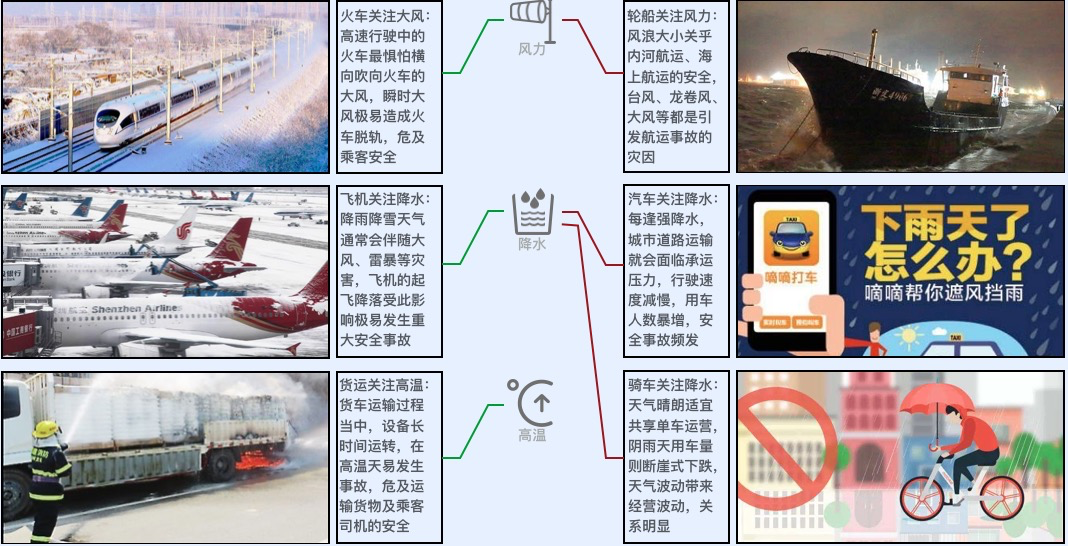 火车关注大风：
高速行驶中的
火车最惧怕横
向吹向火车的
大风，瞬时大
风极易造成火
车脱轨，危及
乘客安全
风力
轮船关注风力：
风浪大小关乎
内河航运、海
上航运的安全，
台风、龙卷风、
大风等都是引
发航运事故的
灾因
飞机关注降水：
降雨降雪天气
通常会伴随大
风、雷暴等灾
害，飞机的起
飞降落受此影
响极易发生重
大安全事故
Shenzhen Airlines
中国工商银行
降水
汽车关注降水：
每逢强降水，
城市道路运输
就会面临承运
压力，行驶速
度减慢，用车
人数暴增，安
全事故频发
TAXI
嘀嘀打车
下雨天了
怎么办？
嘀嘀帮你遮风挡雨
TAXI
货运关注高温：
货车运输过程
当中，设备长
时间运转，在
高温天易发生
事故，危及运
输货物及乘客
司机的安全
高温
骑车关注降水：
天气晴朗适宜
共享单车运营，
阴雨天用车量
则断崖式下跌，
天气波动带来
经营波动，关
系明显